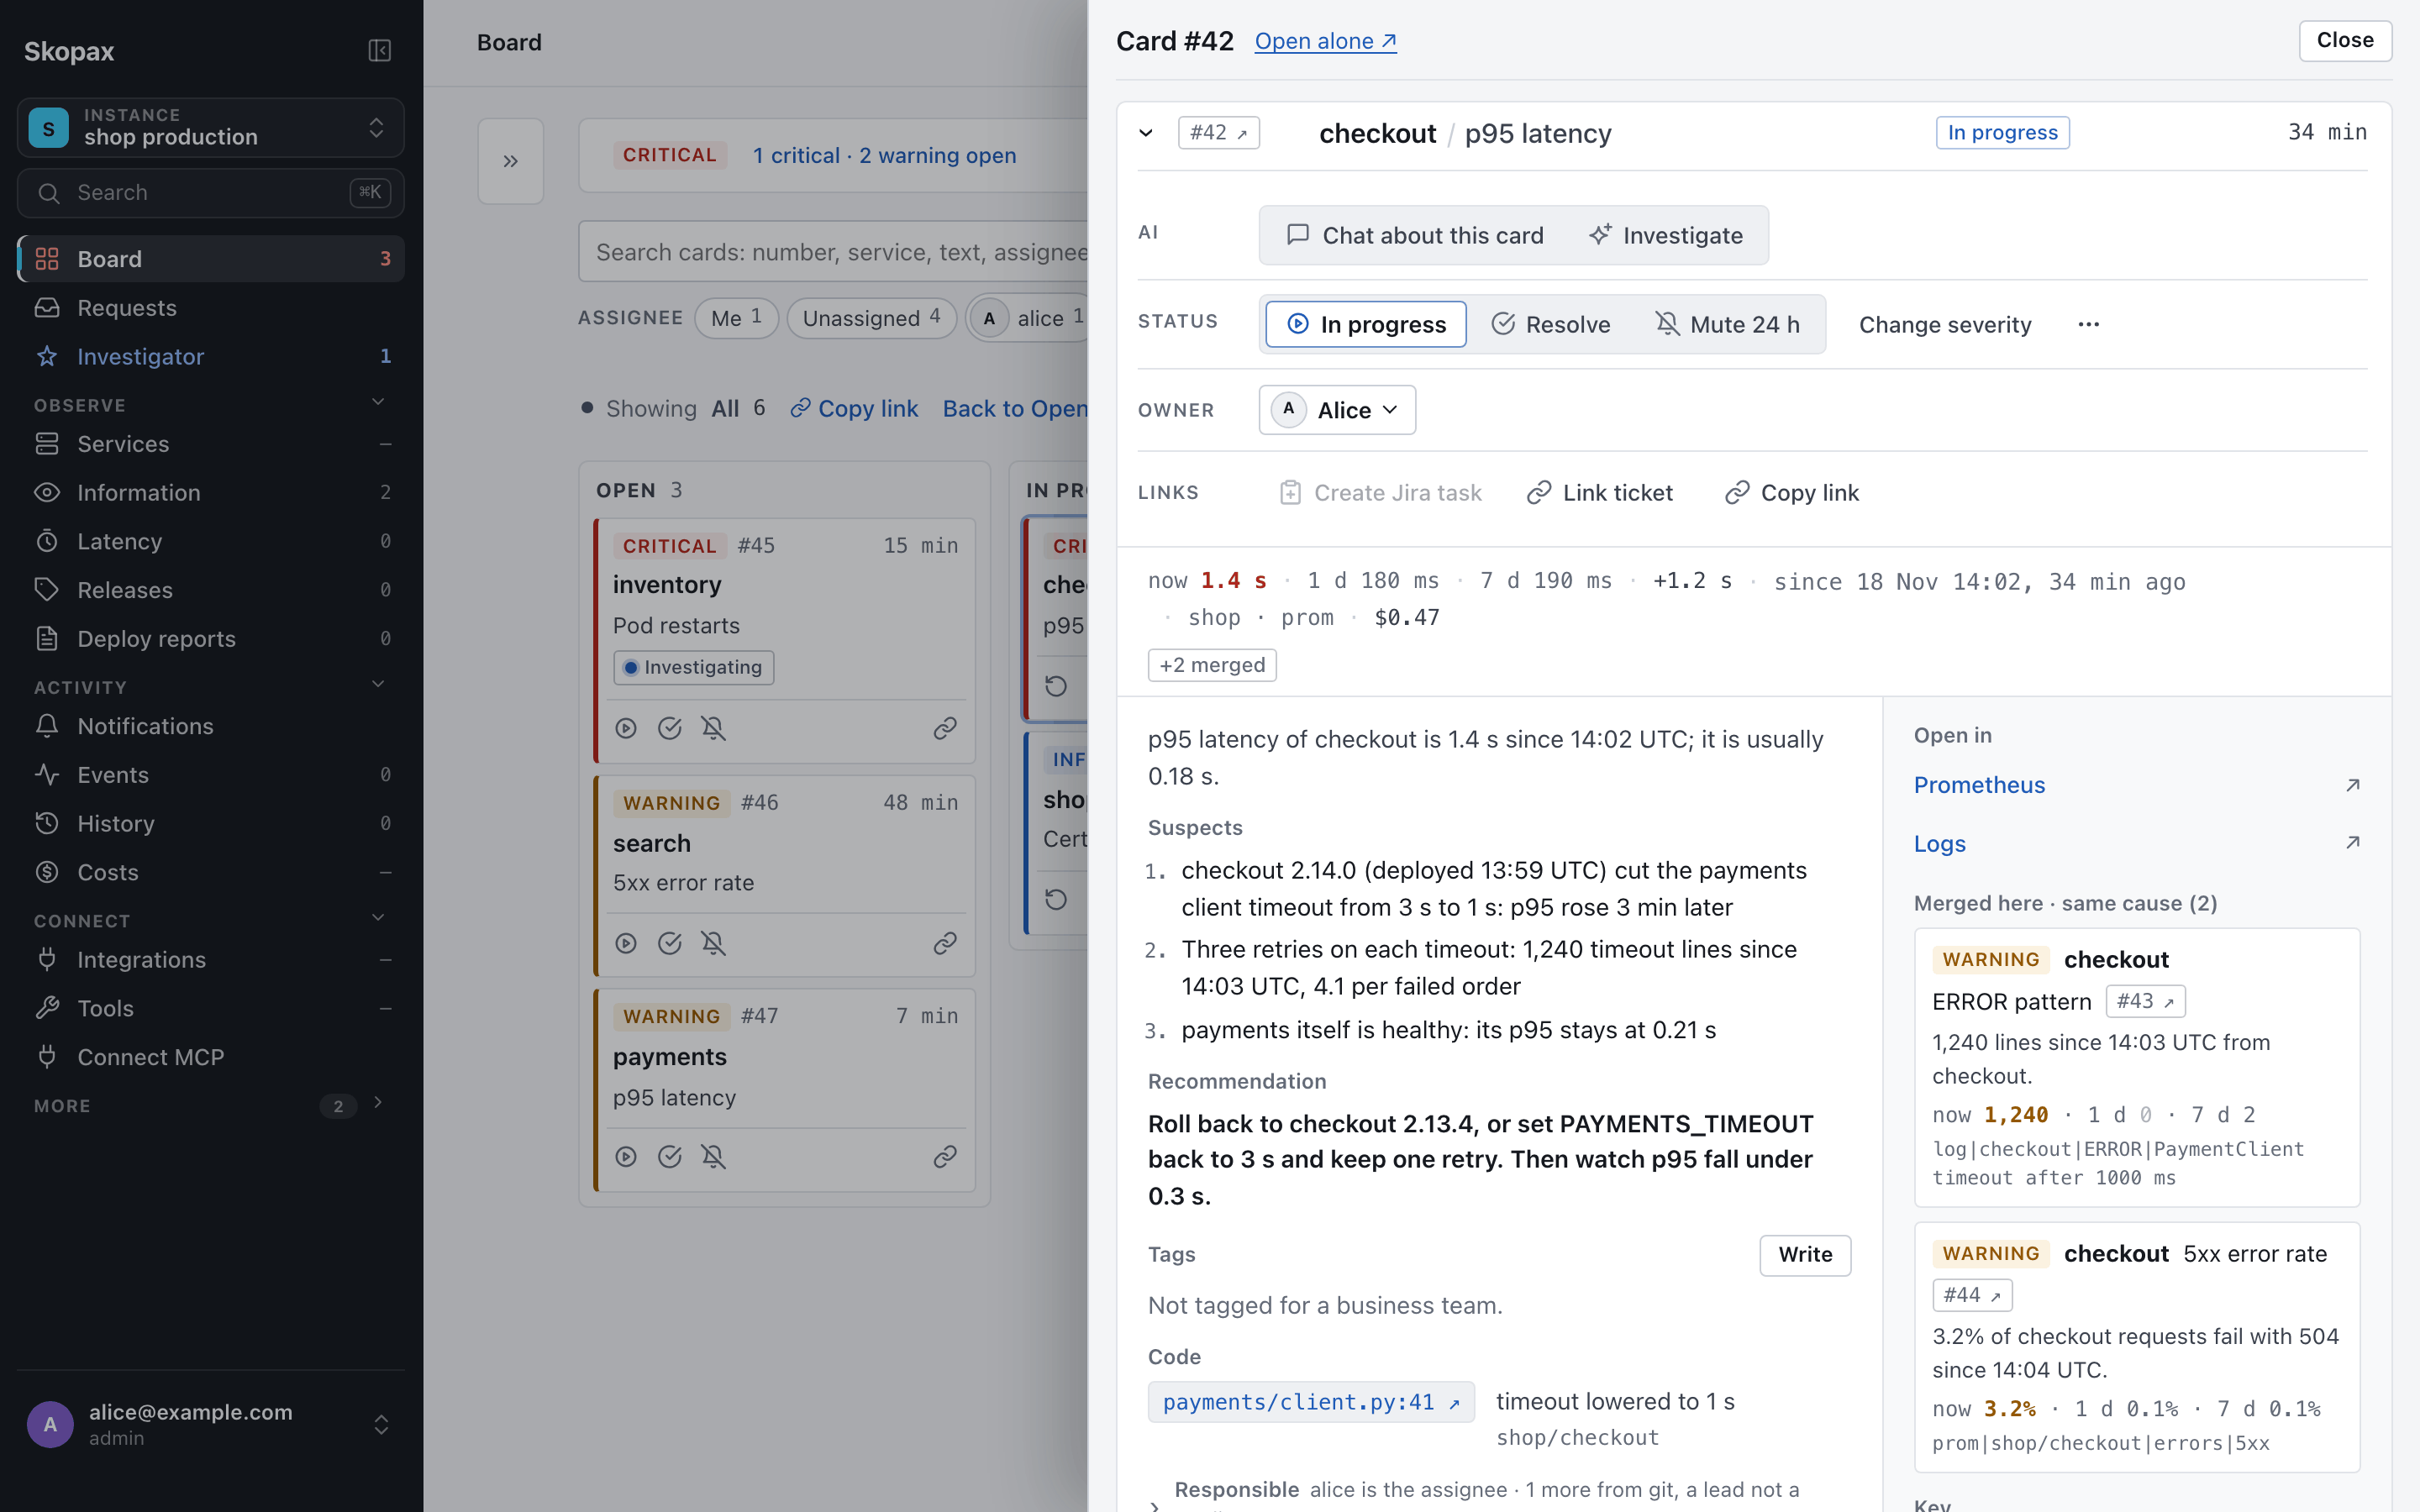 Skopax
INSTANCE
S shop production
Search ⌘K
Board 3
Requests
Investigator 1
OBSERVE
Services –
Information 2
Latency 0
Releases 0
Deploy reports 0
ACTIVITY
Notifications
Events 0
History 0
Costs –
CONNECT
Integrations –
Tools –
Connect MCP
MORE 2
A alice@example.com
admin
Board
CRITICAL 1 critical · 2 warning open
Search cards: number, service, text, assignee
ASSIGNEE Me 1 Unassigned 4 A alice 1
Showing All 6 Copy link Back to Open
OPEN 3
CRITICAL #45 15 min
inventory
Pod restarts
Investigating
WARNING #46 48 min
search
5xx error rate
WARNING #47 7 min
payments
p95 latency
IN PR
CRI
che
p95
INF
sho
Cert
Card #42 Open alone ↗ Close
#42 ↗ checkout / p95 latency In progress 34 min
AI Chat about this card Investigate
STATUS In progress Resolve Mute 24 h Change severity ···
OWNER A Alice
LINKS Create Jira task Link ticket Copy link
now 1.4 s · 1 d 180 ms · 7 d 190 ms · +1.2 s · since 18 Nov 14:02, 34 min ago
· shop · prom · $0.47
+2 merged
p95 latency of checkout is 1.4 s since 14:02 UTC; it is usually
0.18 s.
Suspects
1. checkout 2.14.0 (deployed 13:59 UTC) cut the payments
client timeout from 3 s to 1 s: p95 rose 3 min later
2. Three retries on each timeout: 1,240 timeout lines since
14:03 UTC, 4.1 per failed order
3. payments itself is healthy: its p95 stays at 0.21 s
Recommendation
Roll back to checkout 2.13.4, or set PAYMENTS_TIMEOUT
back to 3 s and keep one retry. Then watch p95 fall under
0.3 s.
Tags Write
Not tagged for a business team.
Code
payments/client.py:41 ↗ timeout lowered to 1 s
shop/checkout
Responsible alice is the assignee · 1 more from git, a lead not a
Open in
Prometheus ↗
Logs ↗
Merged here · same cause (2)
WARNING checkout
ERROR pattern #43 ↗
1,240 lines since 14:03 UTC from
checkout.
now 1,240 · 1 d 0 · 7 d 2
log|checkout|ERROR|PaymentClient
timeout after 1000 ms
WARNING checkout 5xx error rate
#44 ↗
3.2% of checkout requests fail with 504
since 14:04 UTC.
now 3.2% · 1 d 0.1% · 7 d 0.1%
prom|shop/checkout|errors|5xx
Key